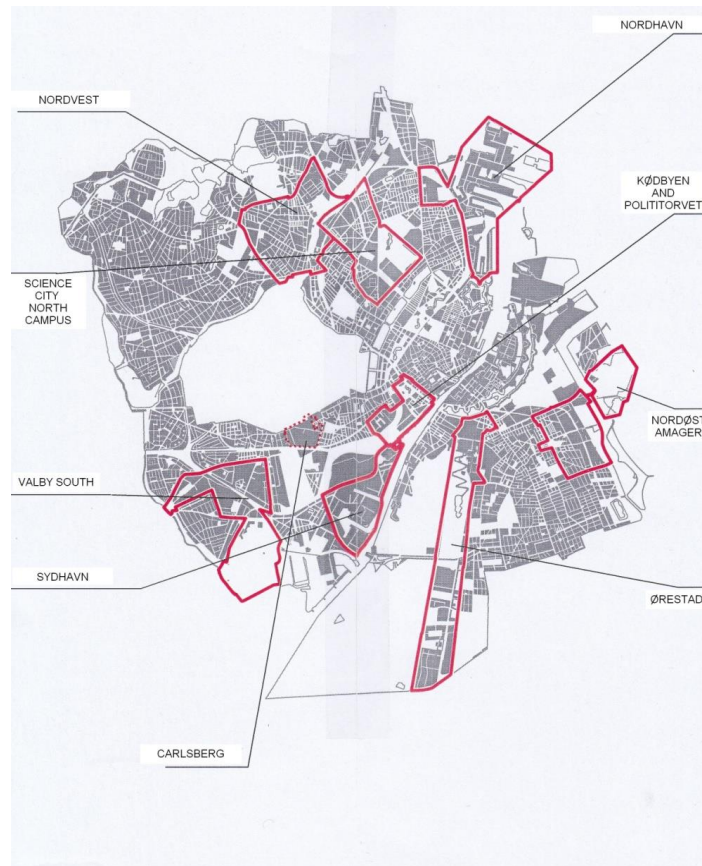 NORDHAVN
NORDVEST
KØDBYEN
AND
POLITITORVET
SCIENCE
CITY
NORTH
CAMPUS
NORDØST
AMAGER
VALBY SOUTH
SYDHAVN
ØRESTAD
CARLSBERG